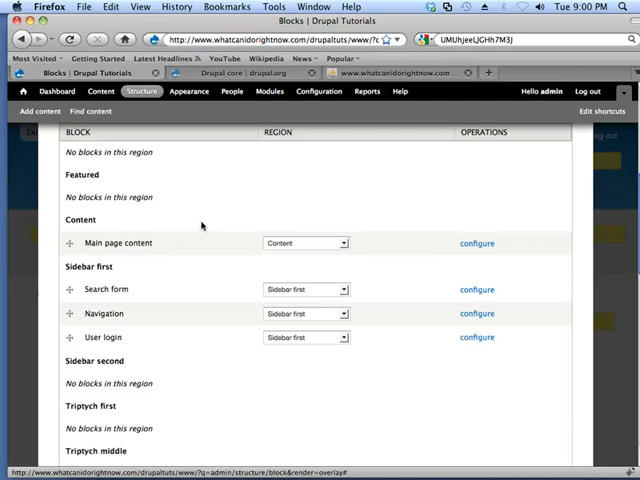 Firefox File Edit View History Bookmarks Tools Window Help Tue 9:00 PM
Blocks | Drupal Tutorials
http://www.whatcanidorightnow.com/drupaltuts/www/?c UMUhjeeLJGHh7M3J
Most Visited Getting Started Latest Headlines YouTube Wikipedia News Popular
Blocks | Drupal Tutorials Drupal core | drupal.org www.whatcanidorightnow.com
Dashboard Content Structure Appearance People Modules Configuration Reports Help Hello admin Log out
Add content Find content Edit shortcuts
BLOCK REGION OPERATIONS
No blocks in this region
Featured
No blocks in this region
Content
Main page content Content configure
Sidebar first
Search form Sidebar first configure
Navigation Sidebar first configure
User login Sidebar first configure
Sidebar second
No blocks in this region
Triptych first
No blocks in this region
Triptych middle
http://www.whatcanidorightnow.com/drupaltuts/www/?q=admin/structure/block&render=overlay#